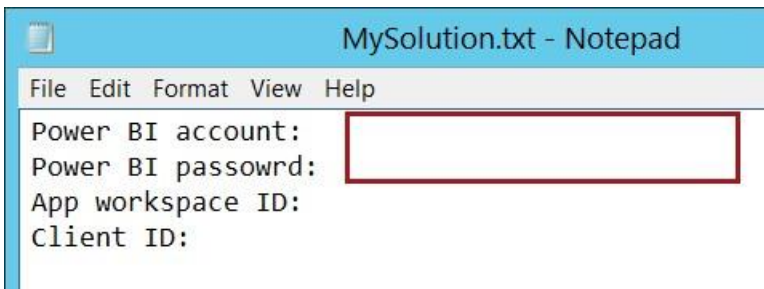 MySolution.txt - Notepad
File Edit Format View Help
Power BI account:
Power BI passowrd:
App workspace ID:
Client ID: